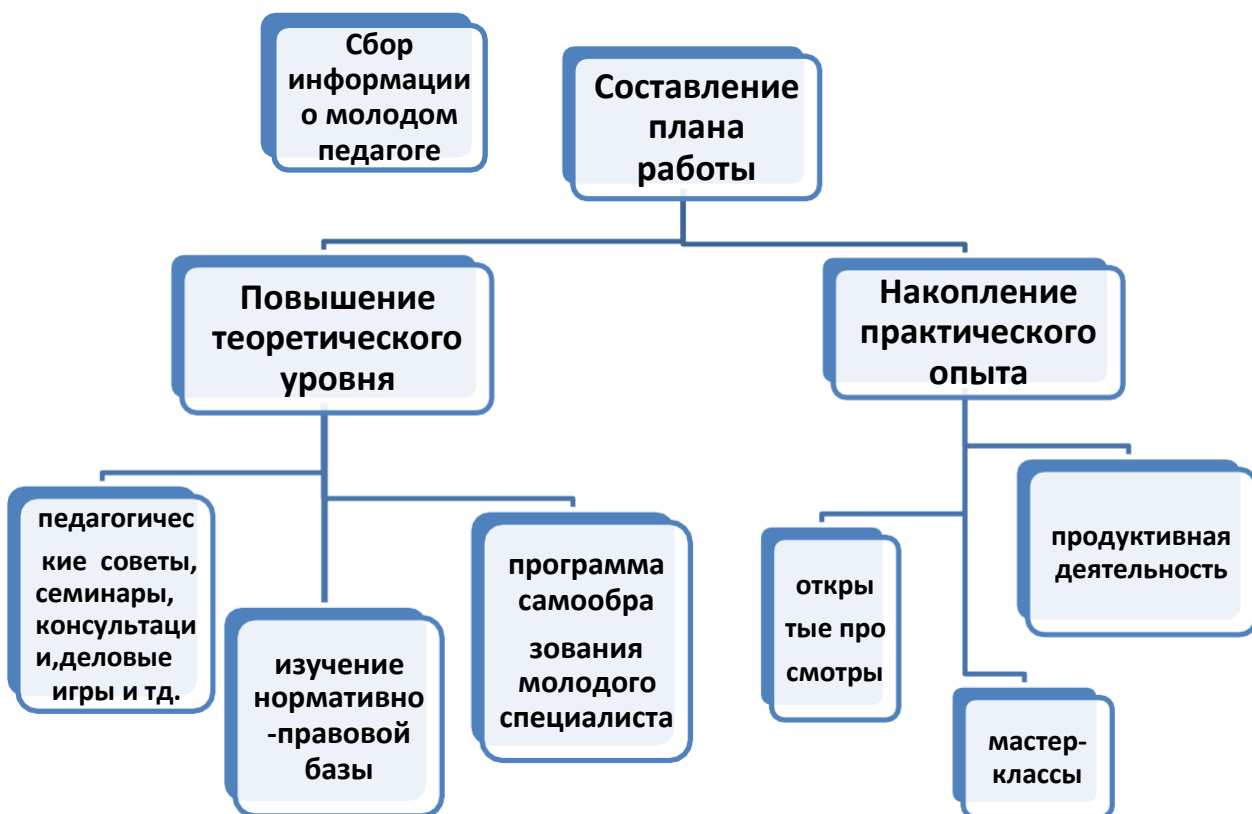 Сбор
информации
о молодом
педагоге
Составление
плана
работы
Повышение
теоретического
уровня
Накопление
практического
опыта
педагогичес
кие советы,
семинары,
консультаци
и,деловые
игры и тд.
изучение
нормативно
-правовой
базы
программа
самообра
зования
молодого
специалиста
откры
тые про
смотры
мастер-
классы
продуктивная
деятельность